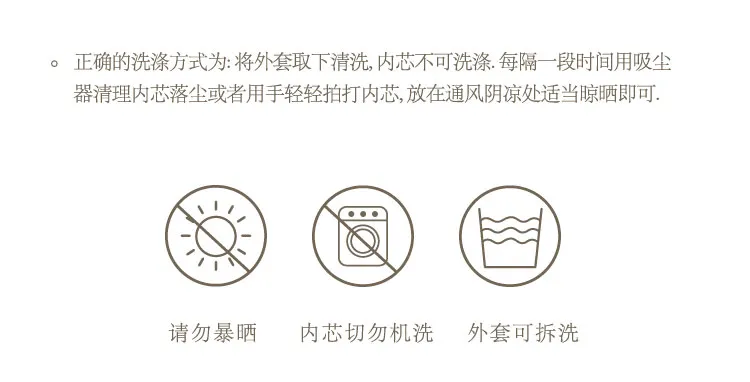 正确的洗涤方式为: 将外套取下清洗, 内芯不可洗涤. 每隔一段时间用吸尘
器清理内芯落尘或者用手轻轻拍打内芯, 放在通风阴凉处适当晾晒即可.
请勿暴晒 内芯切勿机洗 外套可拆洗